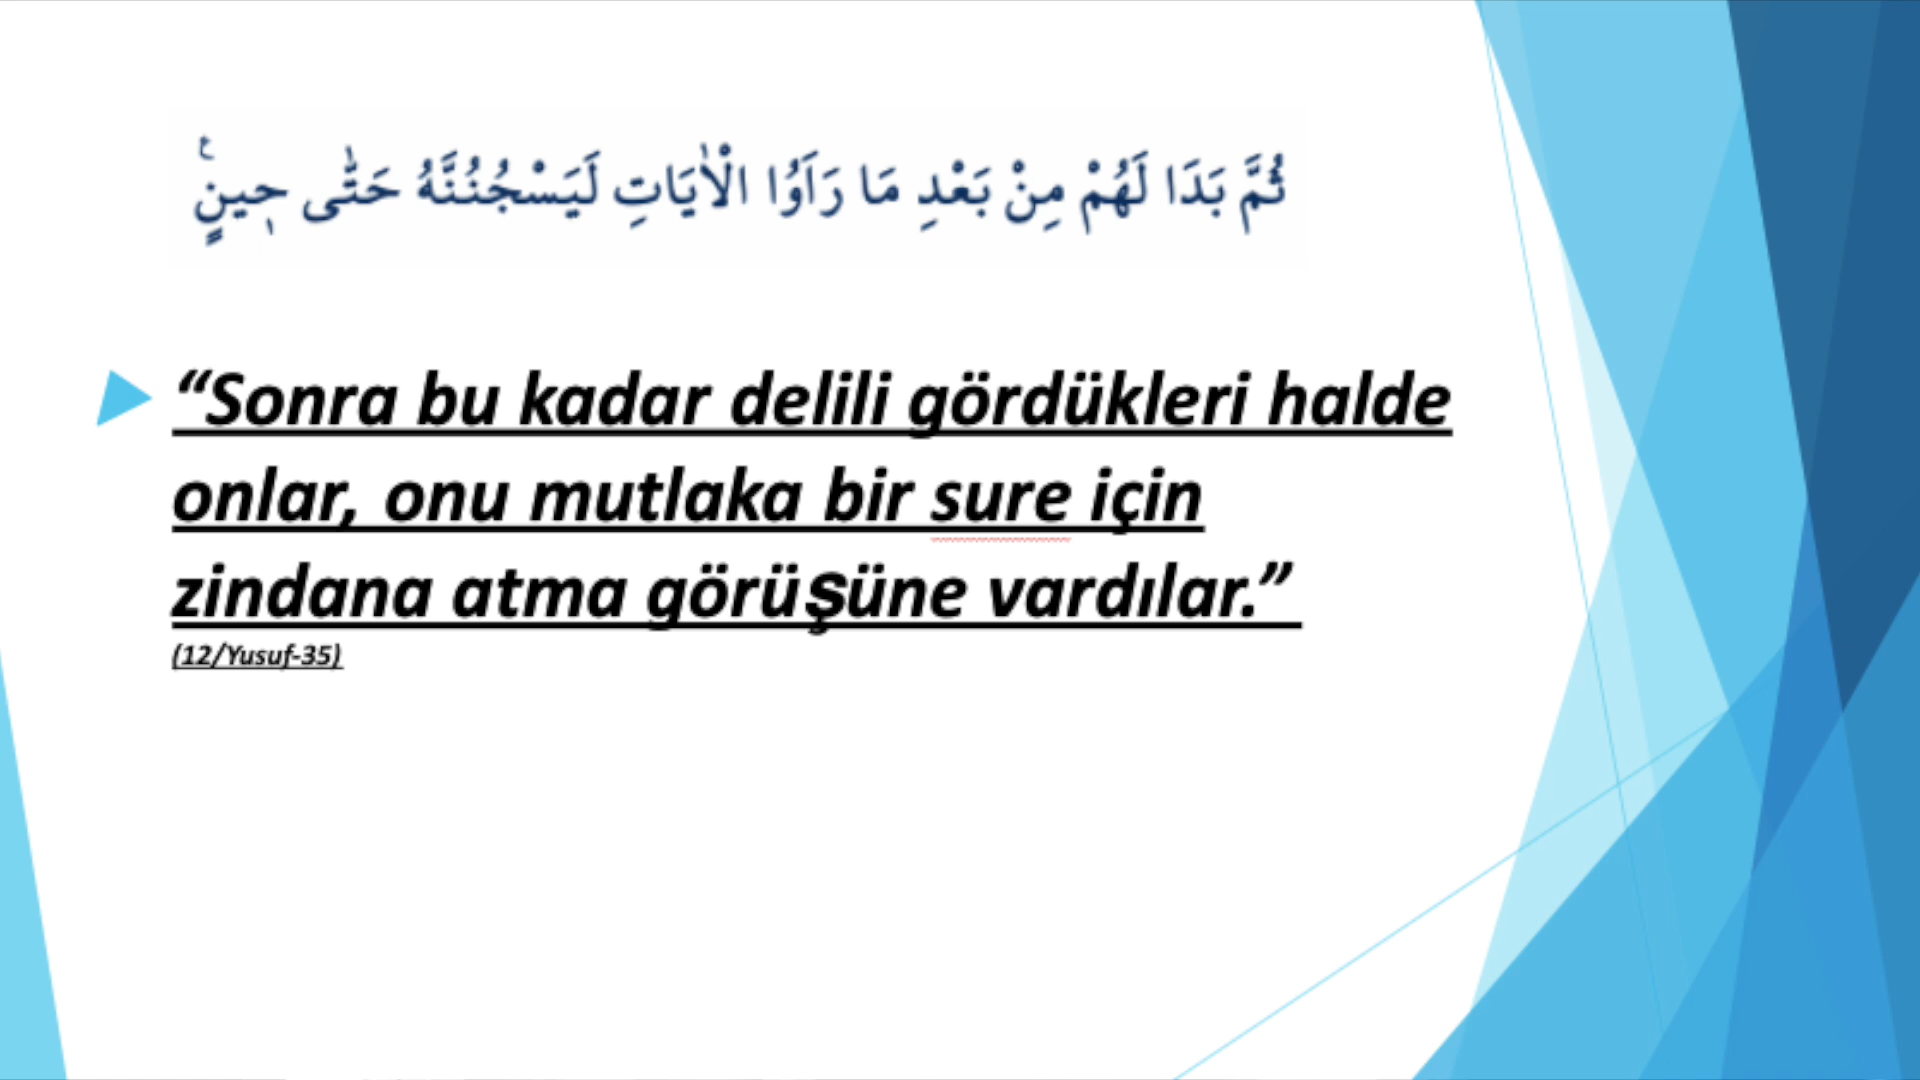 ثُمَّ بَدَا لَهُمْ مِنْ بَعْدِ مَا رَاَوُا الْاٰيَاتِ لَيَسْجُنُنَّهُ حَتّٰى ح۪ينٍ۟
“Sonra bu kadar delili gördükleri halde
onlar, onu mutlaka bir sure için
zindana atma görüşüne vardılar.”
(12/Yusuf-35)